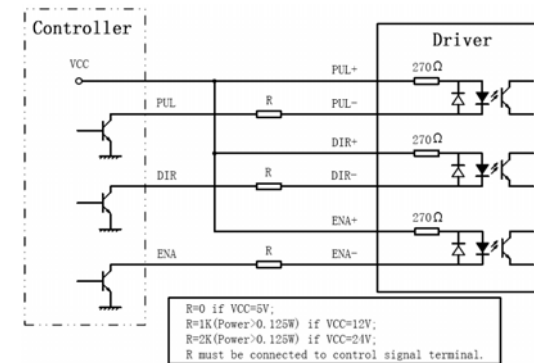 Controller
Driver
VCC
PUL+
270Ω
PUL
R
PUL-
DIR+
270Ω
DIR
R
DIR-
ENA+
270Ω
ENA
R
ENA-
R=0 if VCC=5V;
R=1K(Power>0.125W) if VCC=12V;
R=2K(Power>0.125W) if VCC=24V;
R must be connected to control signal terminal.